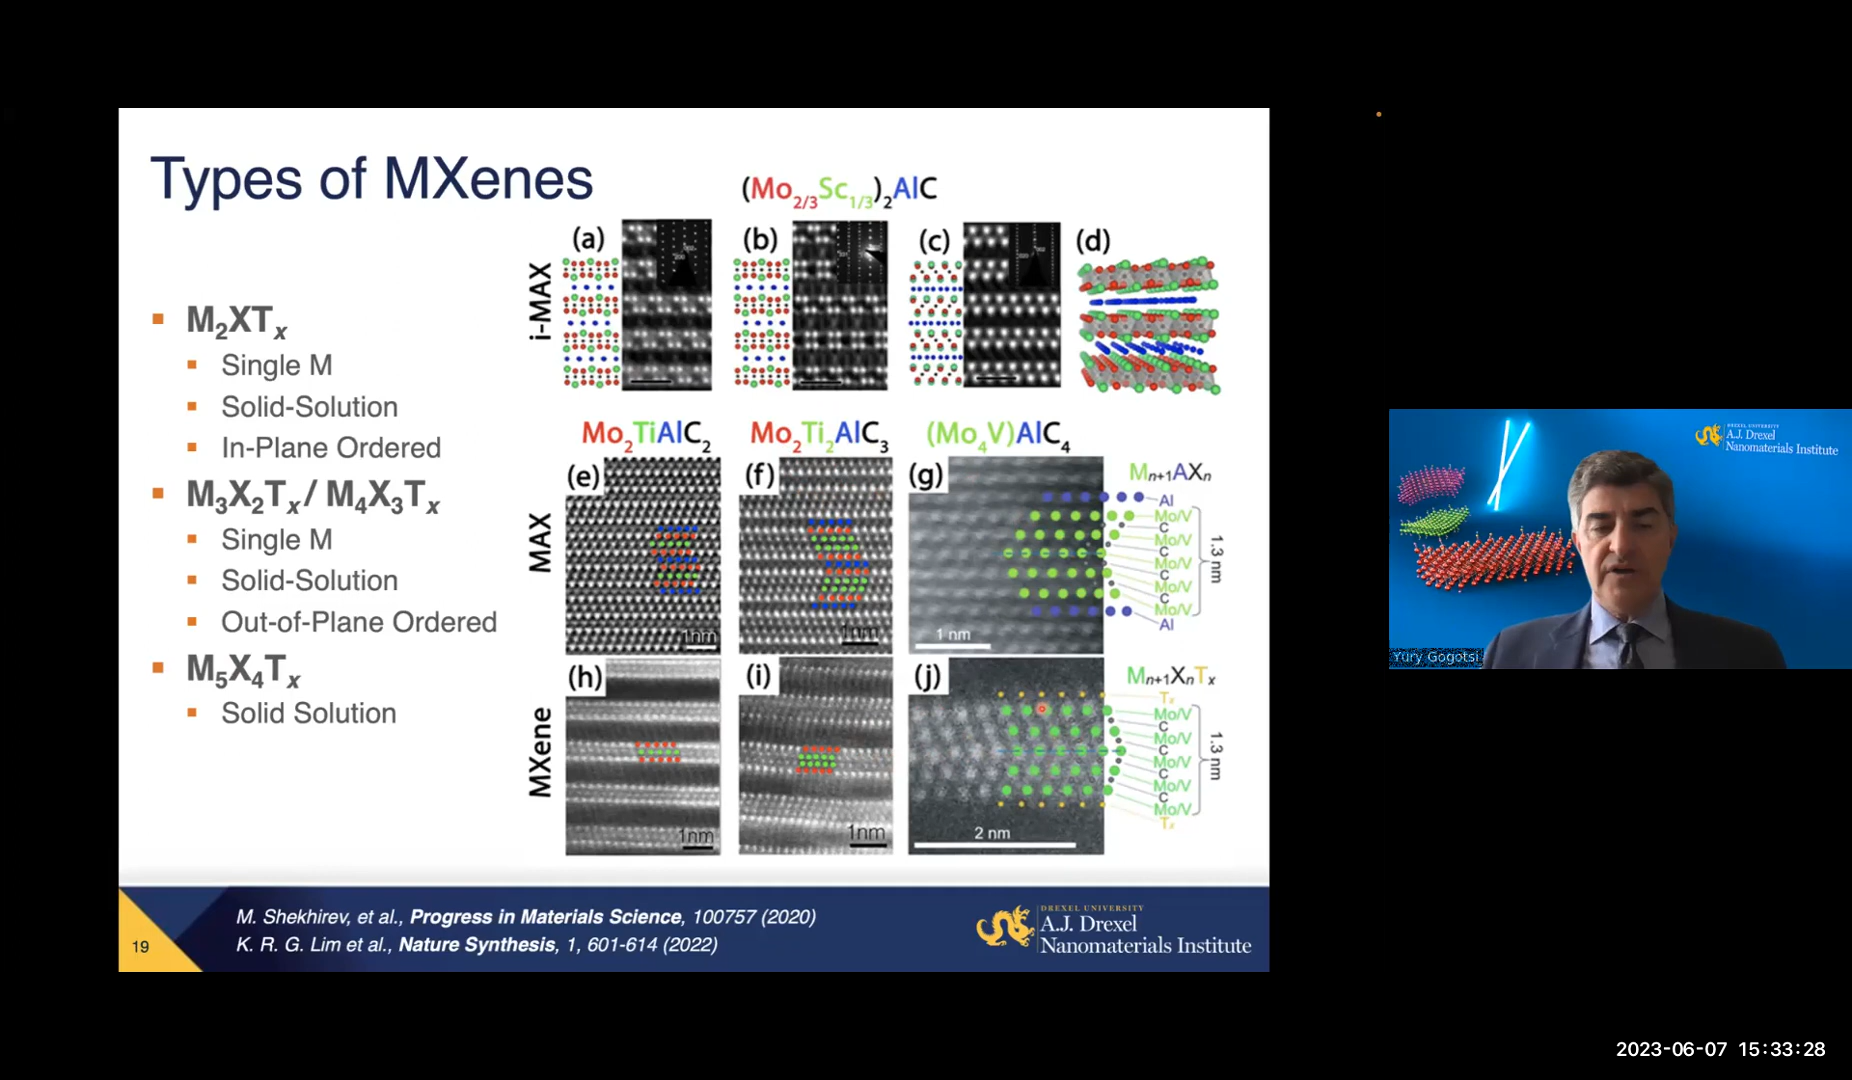 Types of MXenes
M2XTx
Single M
Solid-Solution
In-Plane Ordered
M3X2Tx / M4X3Tx
Single M
Solid-Solution
Out-of-Plane Ordered
M5X4Tx
Solid Solution
(Mo2/3Sc1/3)2AlC
i-MAX
(a)
(b)
(c)
(d)
Mo2TiAlC2
Mo2Ti2AlC3
(Mo4V)AlC4
MAX
(e)
1nm
(f)
1nm
(g)
1 nm
Mn+1AXn
Al
Mo/V
C
Mo/V
C
Mo/V
C
Mo/V
C
Mo/V
Al
1.3 nm
MXene
(h)
1nm
(i)
1nm
(j)
2 nm
Mn+1XnTx
Tx
Mo/V
C
Mo/V
C
Mo/V
C
Mo/V
C
Mo/V
Tx
1.3 nm
19
M. Shekhirev, et al., Progress in Materials Science, 100757 (2020)
K. R. G. Lim et al., Nature Synthesis, 1, 601-614 (2022)
DREXEL UNIVERSITY
A.J. Drexel
Nanomaterials Institute
DREXEL UNIVERSITY
A.J. Drexel
Nanomaterials Institute
Yury Gogotsi
2023-06-07 15:33:28